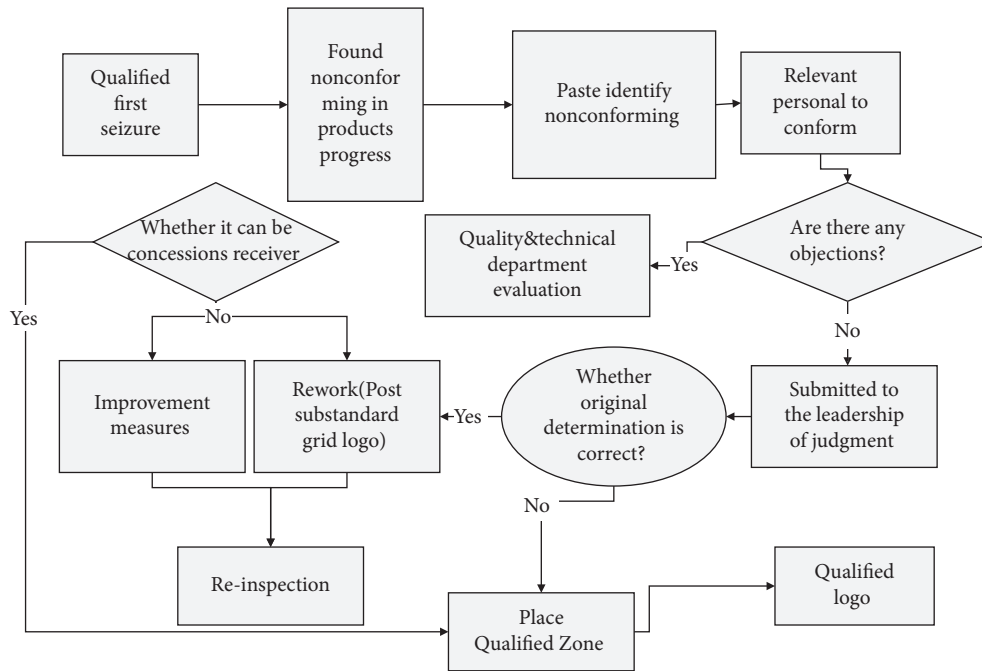 Qualified
first
seizure
Found
nonconfor
ming in
products
progress
Paste identify
nonconforming
Relevant
personal to
conform
Whether it can be
concessions receiver
Quality&technical
department
evaluation
Yes
Are there any
objections?
Yes
No
No
Improvement
measures
Rework(Post
substandard
grid logo)
Yes
Whether
original
determination is
correct?
Submitted to
the leadership
of judgment
No
Re-inspection
Place
Qualified Zone
Qualified
logo